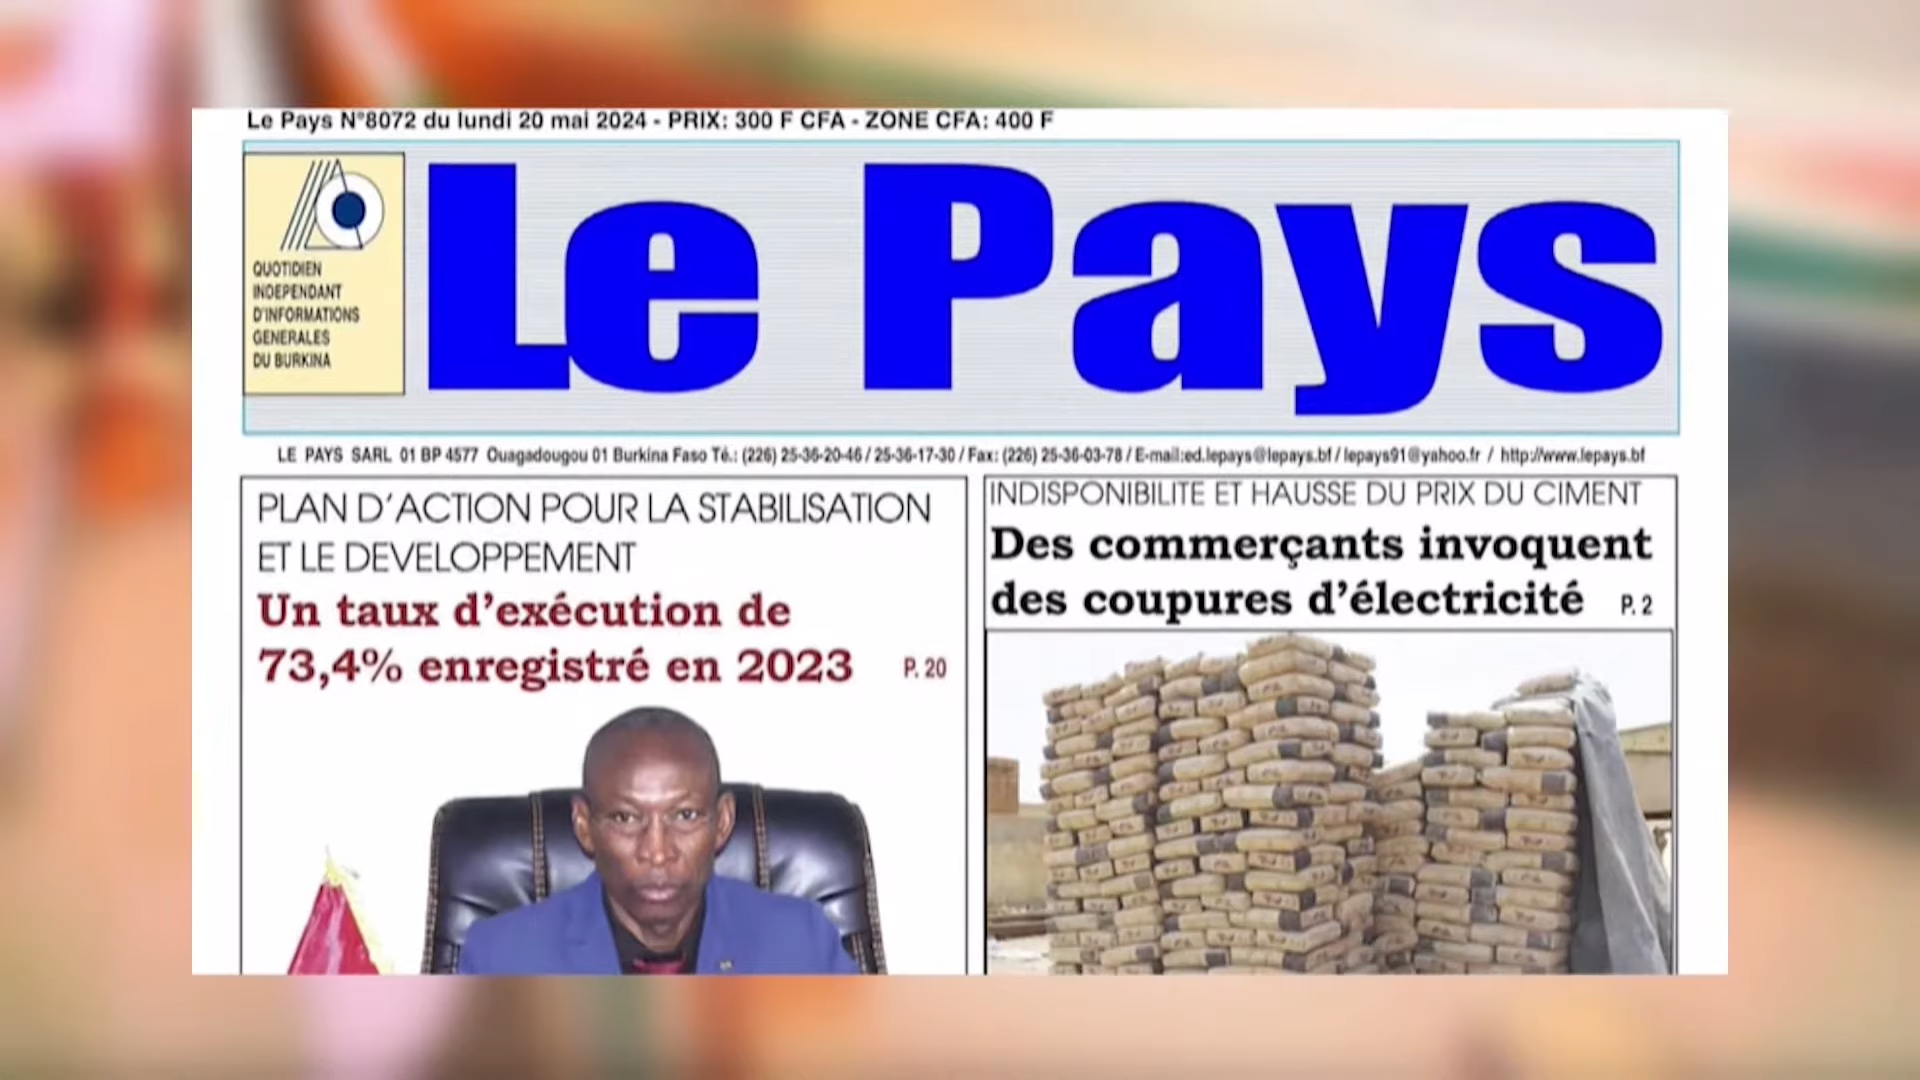 Le Pays N°8072 du lundi 20 mai 2024 - PRIX: 300 F CFA - ZONE CFA: 400 F
QUOTIDIEN
INDEPENDANT
D'INFORMATIONS
GENERALES
DU BURKINA
Le Pays
LE PAYS SARL 01 BP 4577 Ouagadougou 01 Burkina Faso Té.: (226) 25-36-20-46 / 25-36-17-30 / Fax: (226) 25-36-03-78 / E-mail:ed.lepays@lepays.bf / lepays91@yahoo.fr / http://www.lepays.bf
PLAN D'ACTION POUR LA STABILISATION
ET LE DEVELOPPEMENT
Un taux d'exécution de
73,4% enregistré en 2023 P. 20
INDISPONIBILITE ET HAUSSE DU PRIX DU CIMENT
Des commerçants invoquent
des coupures d'électricité P. 2